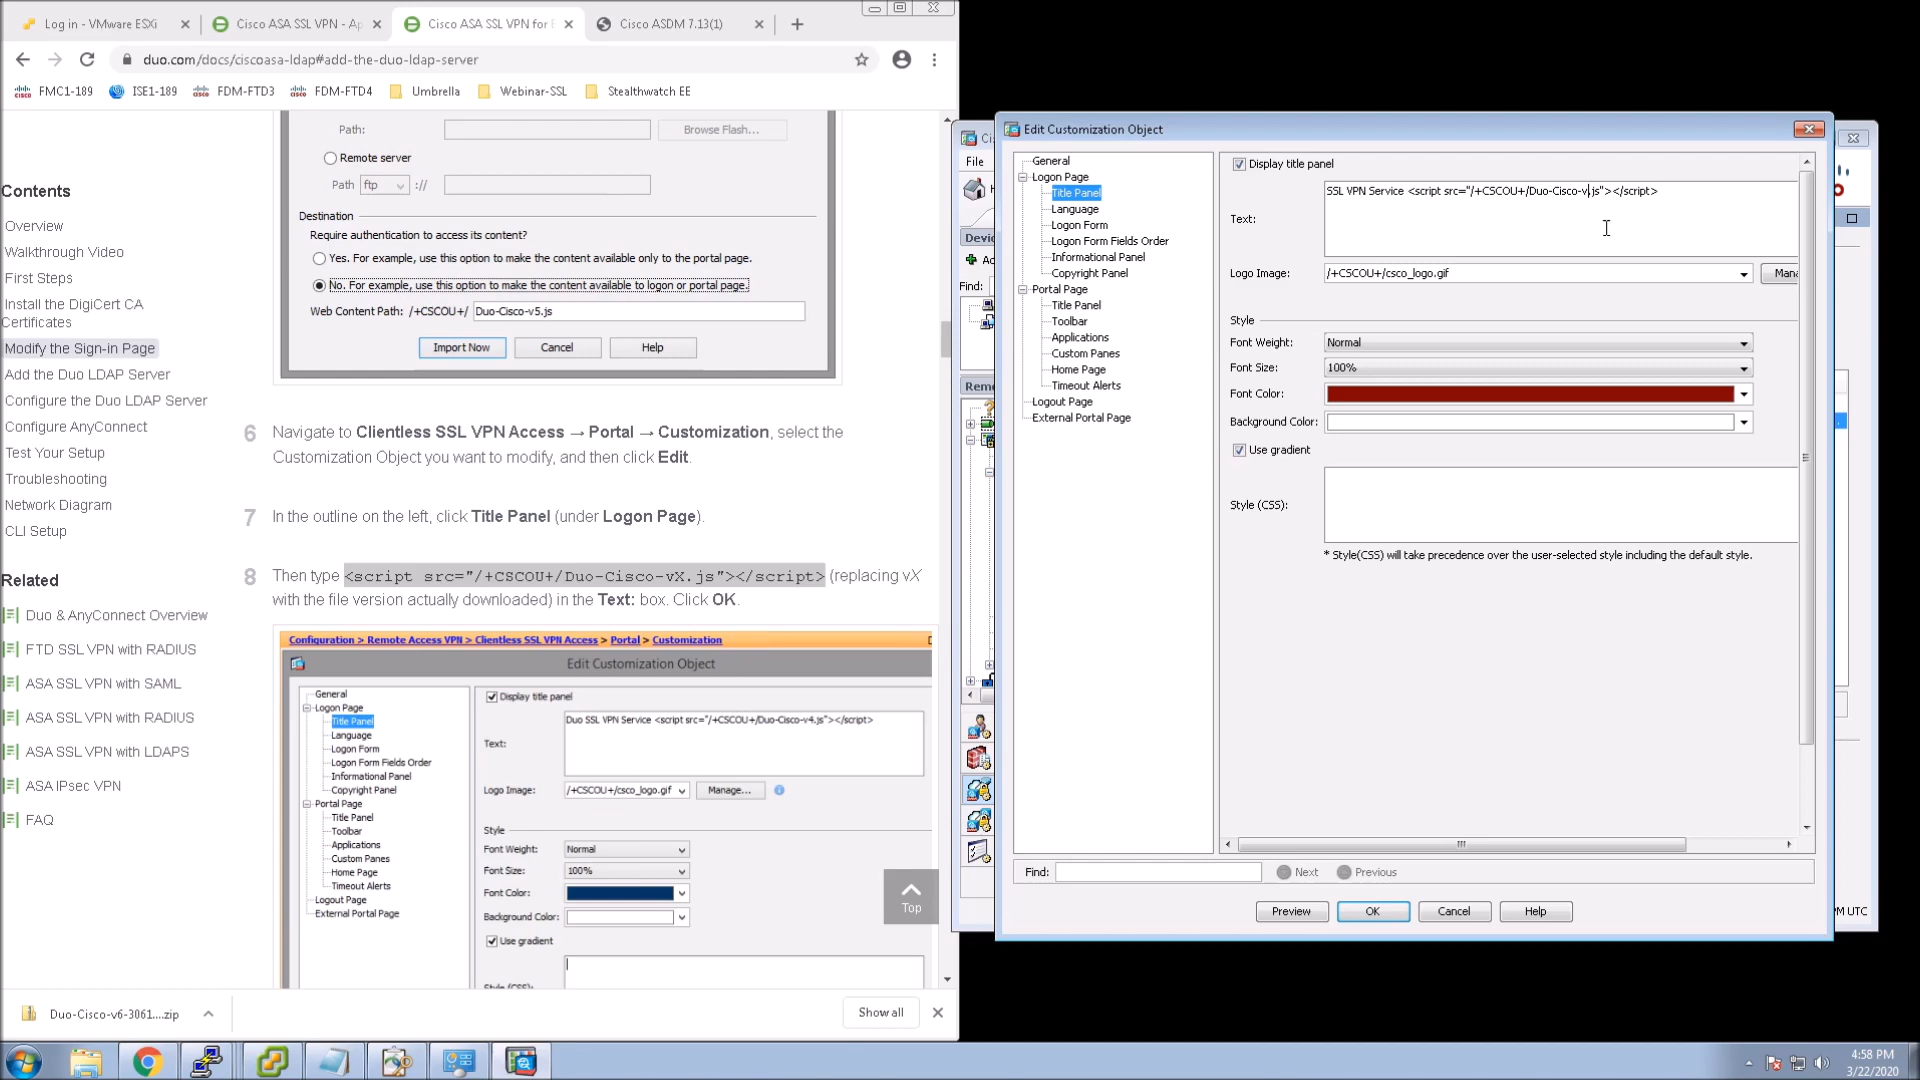 Log in - VMware ESXi
Cisco ASA SSL VPN - Ap
Cisco ASA SSL VPN for E
Cisco ASDM 7.13(1)
duo.com/docs/ciscoasa-ldap#add-the-duo-ldap-server
FMC1-189
ISE1-189
FDM-FTD3
FDM-FTD4
Umbrella
Webinar-SSL
Stealthwatch EE
Contents
Overview
Walkthrough Video
First Steps
Install the DigiCert CA
Certificates
Modify the Sign-in Page
Add the Duo LDAP Server
Configure the Duo LDAP Server
Configure AnyConnect
Test Your Setup
Troubleshooting
Network Diagram
CLI Setup
Related
Duo & AnyConnect Overview
FTD SSL VPN with RADIUS
ASA SSL VPN with SAML
ASA SSL VPN with RADIUS
ASA SSL VPN with LDAPS
ASA IPsec VPN
FAQ
Path:
Browse Flash...
Remote server
Path ftp ://
Destination
Require authentication to access its content?
Yes. For example, use this option to make the content available only to the portal page.
No. For example, use this option to make the content available to logon or portal page.
Web Content Path: /+CSCOU+/ Duo-Cisco-v5.js
Import Now Cancel Help
6 Navigate to Clientless SSL VPN Access → Portal → Customization, select the
Customization Object you want to modify, and then click Edit.
7 In the outline on the left, click Title Panel (under Logon Page).
8 Then type <script src="/+CSCOU+/Duo-Cisco-vX.js"></script> (replacing vX
with the file version actually downloaded) in the Text: box. Click OK.
Configuration > Remote Access VPN > Clientless SSL VPN Access > Portal > Customization
Edit Customization Object
General
Logon Page
Title Panel
Language
Logon Form
Logon Form Fields Order
Informational Panel
Copyright Panel
Portal Page
Title Panel
Toolbar
Applications
Custom Panes
Home Page
Timeout Alerts
Logout Page
External Portal Page
Display title panel
Duo SSL VPN Service <script src="/+CSCOU+/Duo-Cisco-v4.js"></script>
Text:
Logo Image: /+CSCOU+/csco_logo.gif Manage...
Style
Font Weight: Normal
Font Size: 100%
Font Color:
Background Color:
Use gradient
Style (CSS):
Top
Duo-Cisco-v6-3061....zip
Show all
File
Find:
Edit Customization Object
General
Logon Page
Title Panel
Language
Logon Form
Logon Form Fields Order
Informational Panel
Copyright Panel
Portal Page
Title Panel
Toolbar
Applications
Custom Panes
Home Page
Timeout Alerts
Logout Page
External Portal Page
Display title panel
SSL VPN Service <script src="/+CSCOU+/Duo-Cisco-v.js"></script>
Text:
Logo Image: /+CSCOU+/csco_logo.gif Mana
Style
Font Weight: Normal
Font Size: 100%
Font Color:
Background Color:
Use gradient
Style (CSS):
* Style(CSS) will take precedence over the user-selected style including the default style.
Find: Next Previous
Preview OK Cancel Help
PM UTC
4:58 PM
3/22/2020